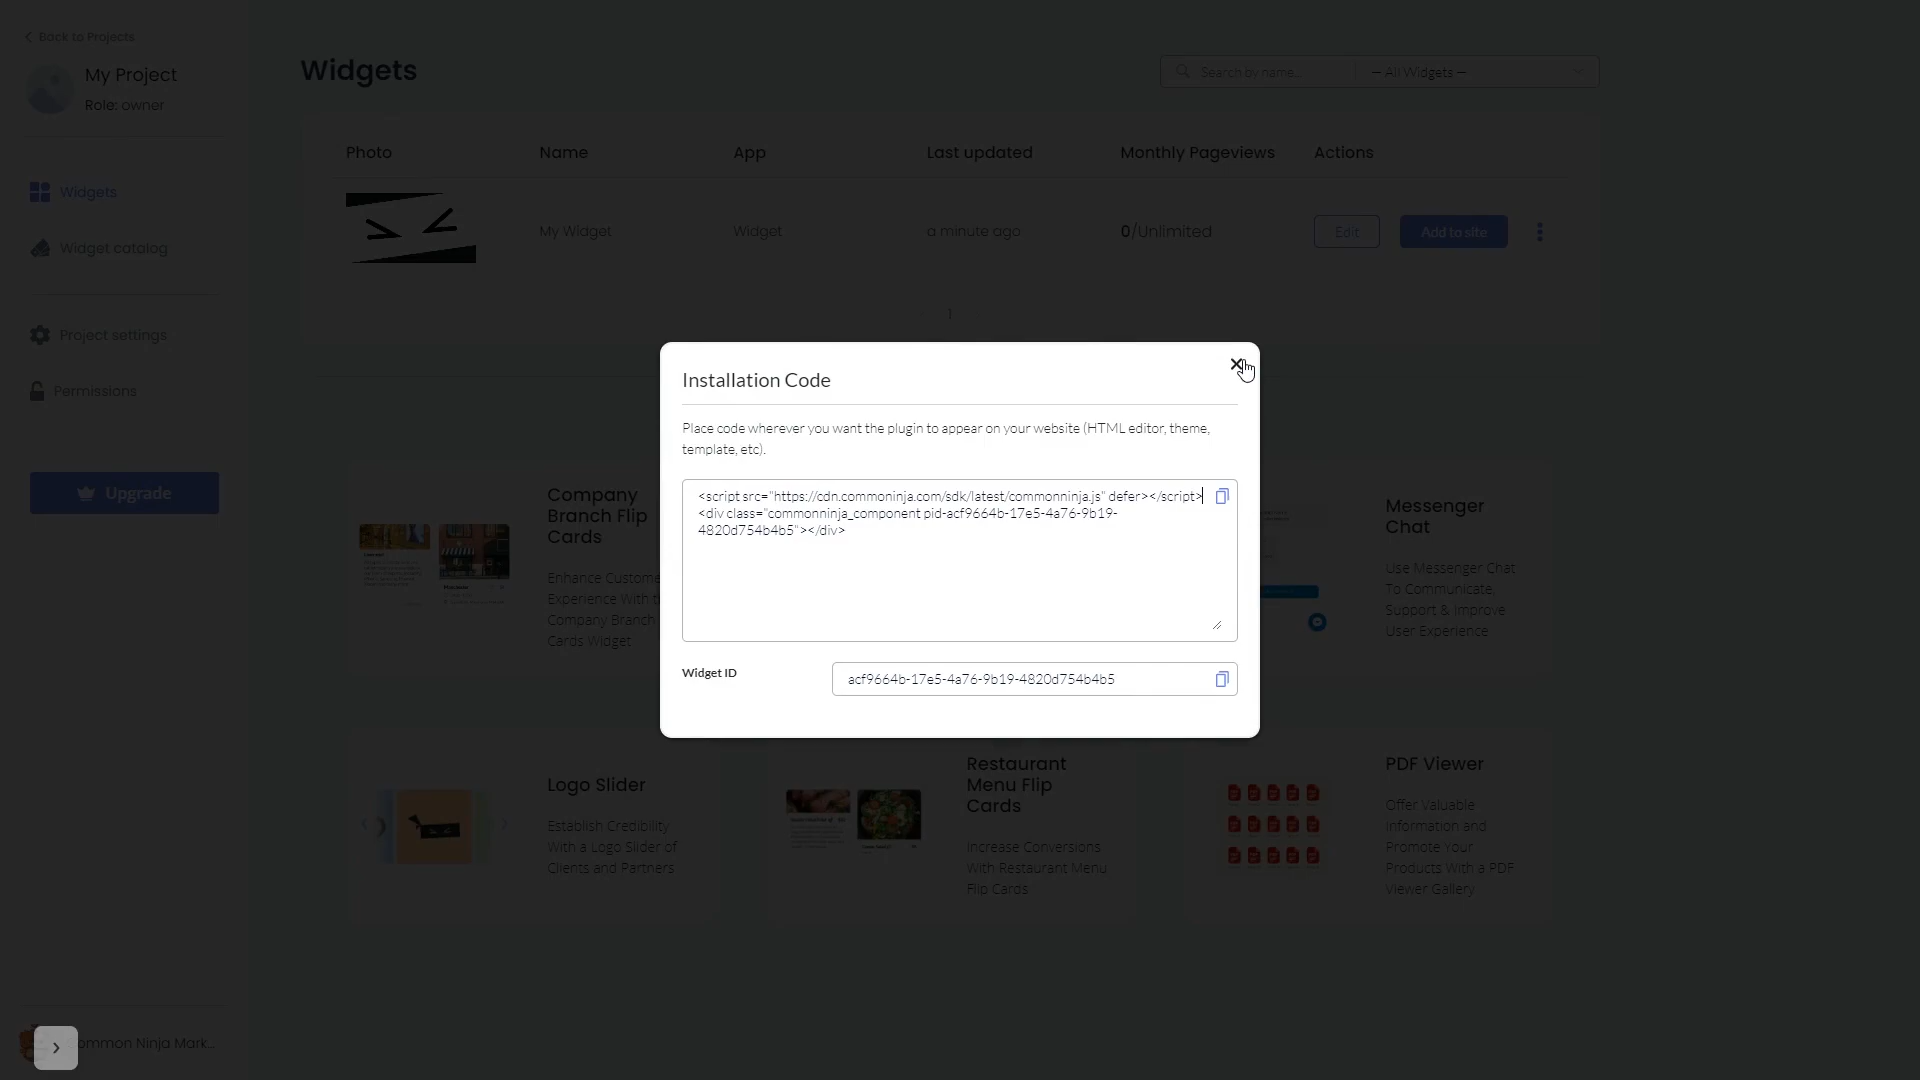 Back to Projects
My Project
Role: owner
Widgets
Widget catalog
Project settings
Permissions
Upgrade
Common Ninja Mark...
Widgets
Search by name...
— All Widgets —
Photo
Name
App
Last updated
Monthly Pageviews
Actions
My Widget
Widget
a minute ago
0/Unlimited
Edit
Add to site
1
Installation Code
Place code wherever you want the plugin to appear on your website (HTML editor, theme,
template, etc).
<script src="https://cdn.commoninja.com/sdk/latest/commonninja.js" defer></script>
<div class="commonninja_component pid-acf9664b-17e5-4a76-9b19-
4820d754b4b5"></div>
Widget ID
acf9664b-17e5-4a76-9b19-4820d754b4b5
Company
Branch Flip
Cards
Enhance Custome
Experience With
Company Branch
Cards Widget
Messenger
Chat
Use Messenger Chat
To Communicate,
Support & Improve
User Experience
Logo Slider
Establish Credibility
With a Logo Slider of
Clients and Partners
Restaurant
Menu Flip
Cards
Increase Conversions
With Restaurant Menu
Flip Cards
PDF Viewer
Offer Valuable
Information and
Promote Your
Products With a PDF
Viewer Gallery